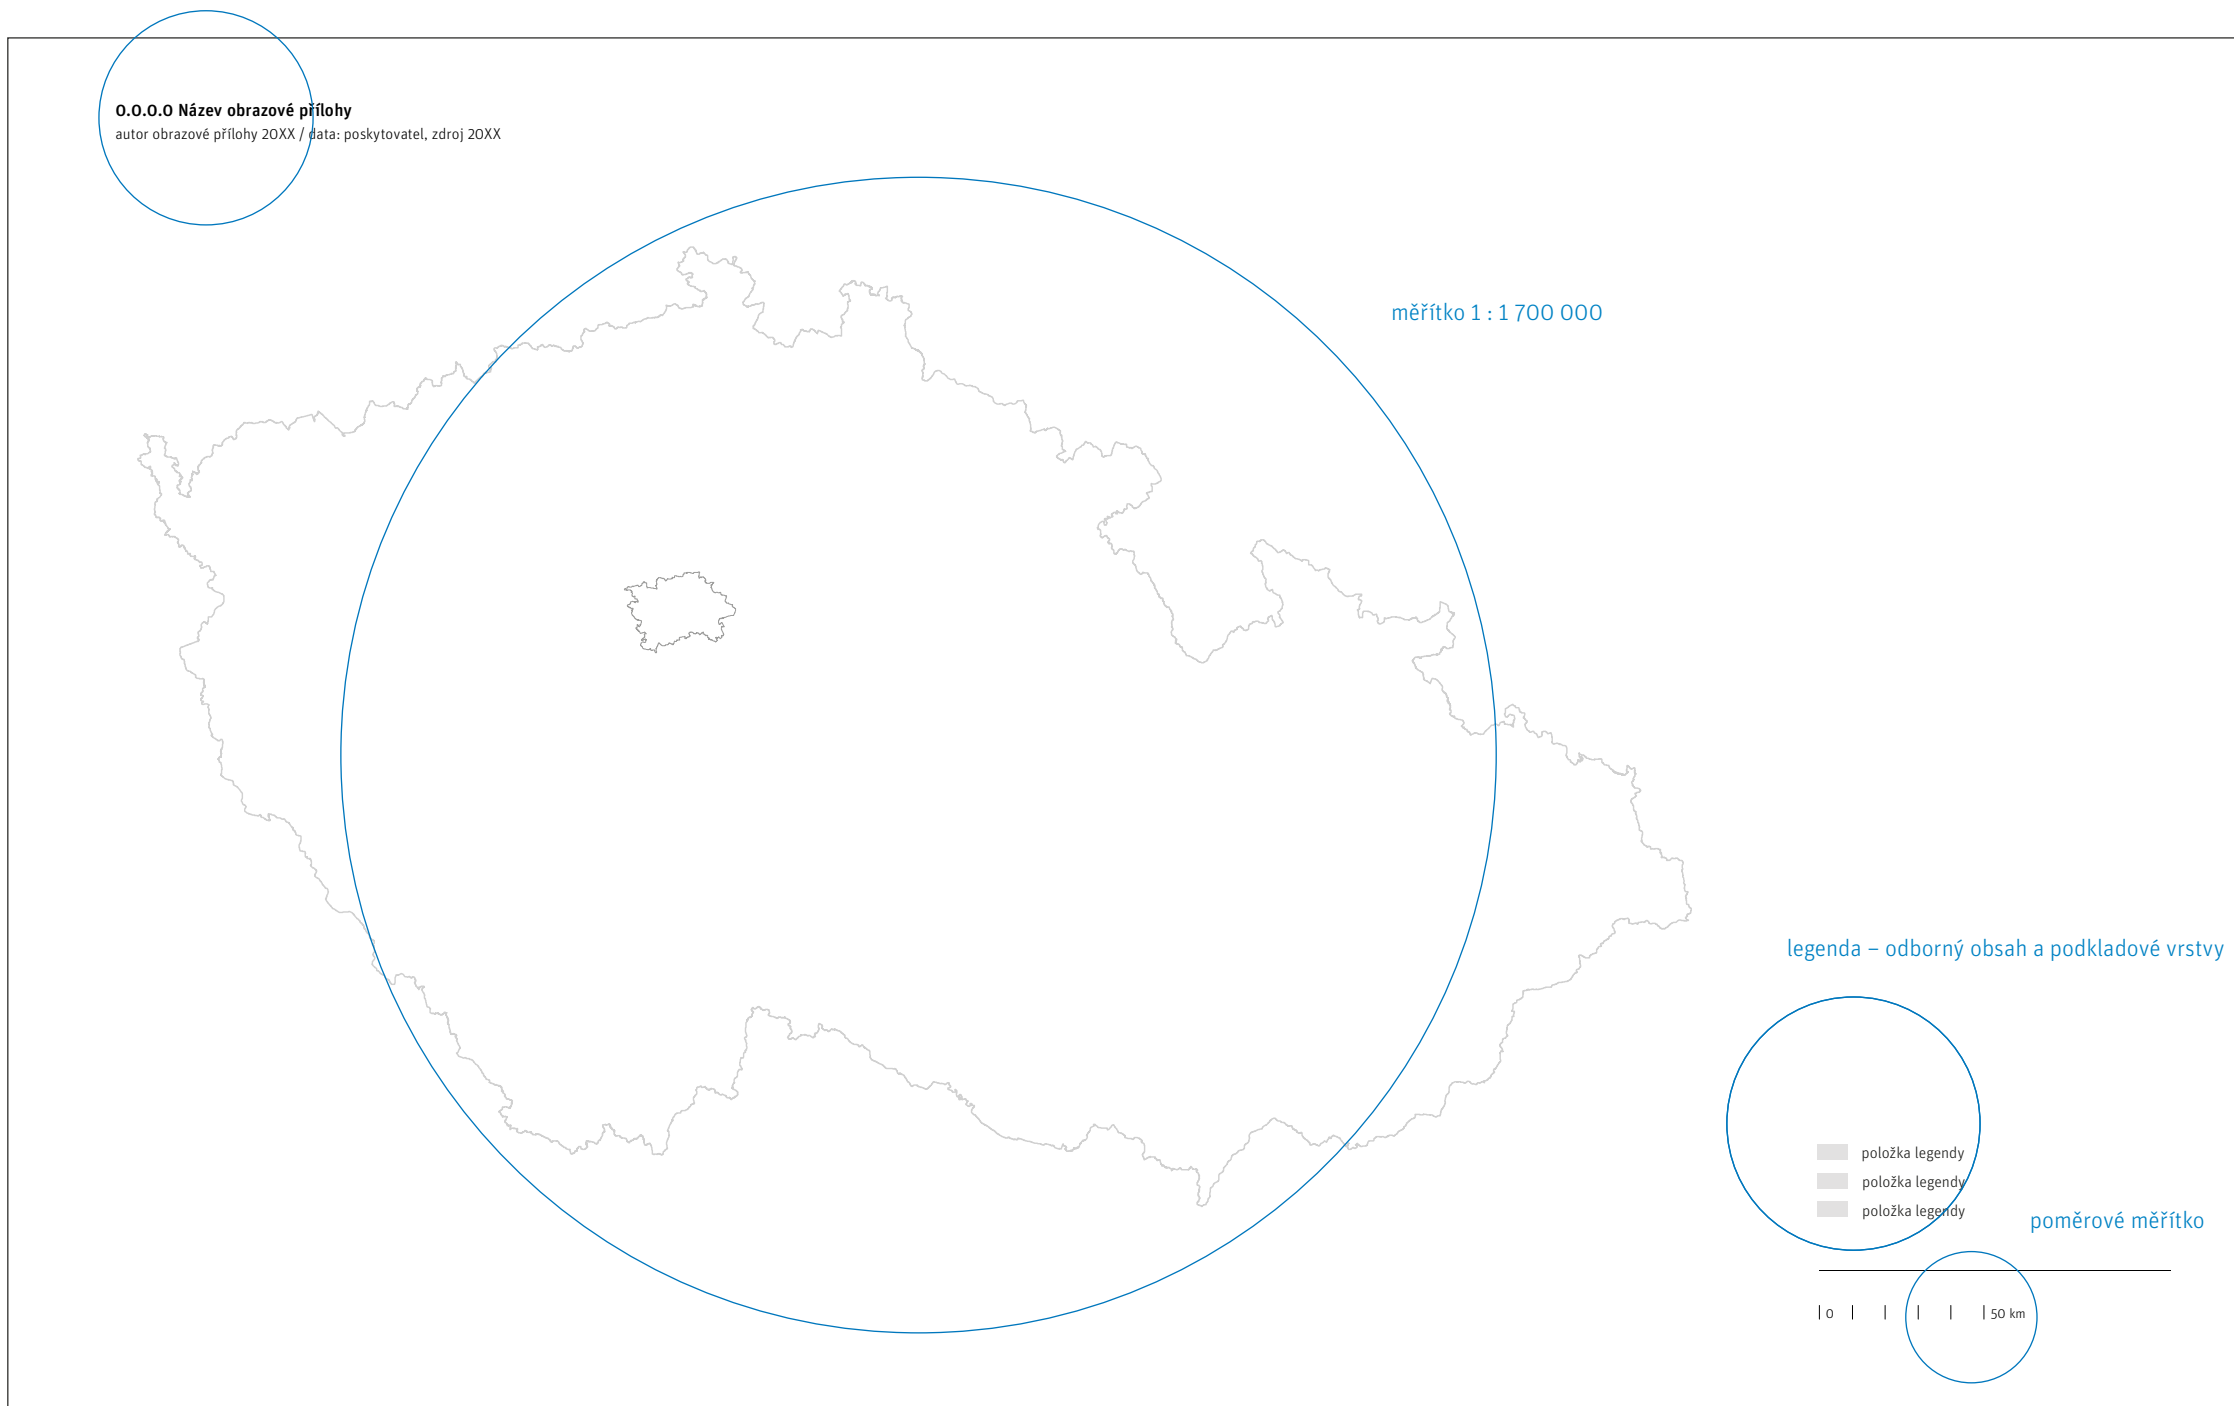 0.0.0.0 Název obrazové přílohy
autor obrazové přílohy 20XX / data: poskytovatel, zdroj 20XX
měřítko 1 : 1 700 000
legenda – odborný obsah a podkladové vrstvy
položka legendy
položka legendy
položka legendy
poměrové měřítko
0 50 km